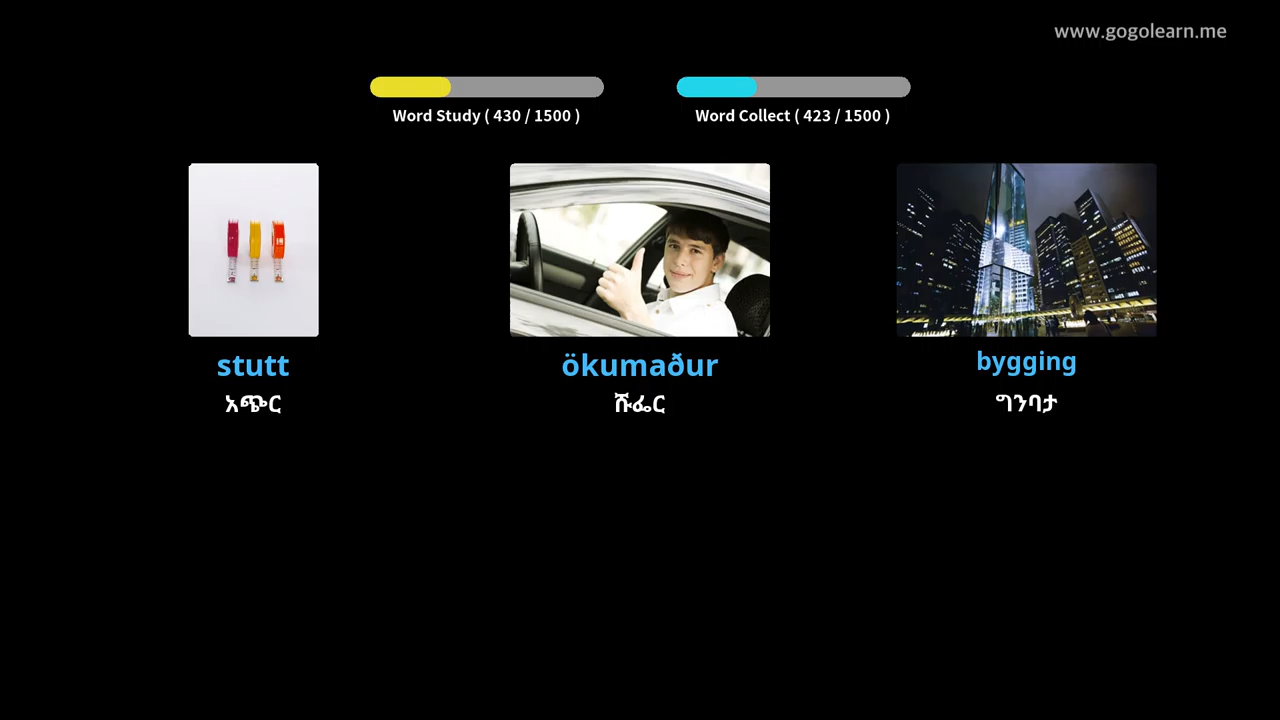 www.gogolearn.me
Word Study ( 430 / 1500 )
Word Collect ( 423 / 1500 )
stutt
አጭር
ökumaður
ሹፌር
bygging
ግንባታ